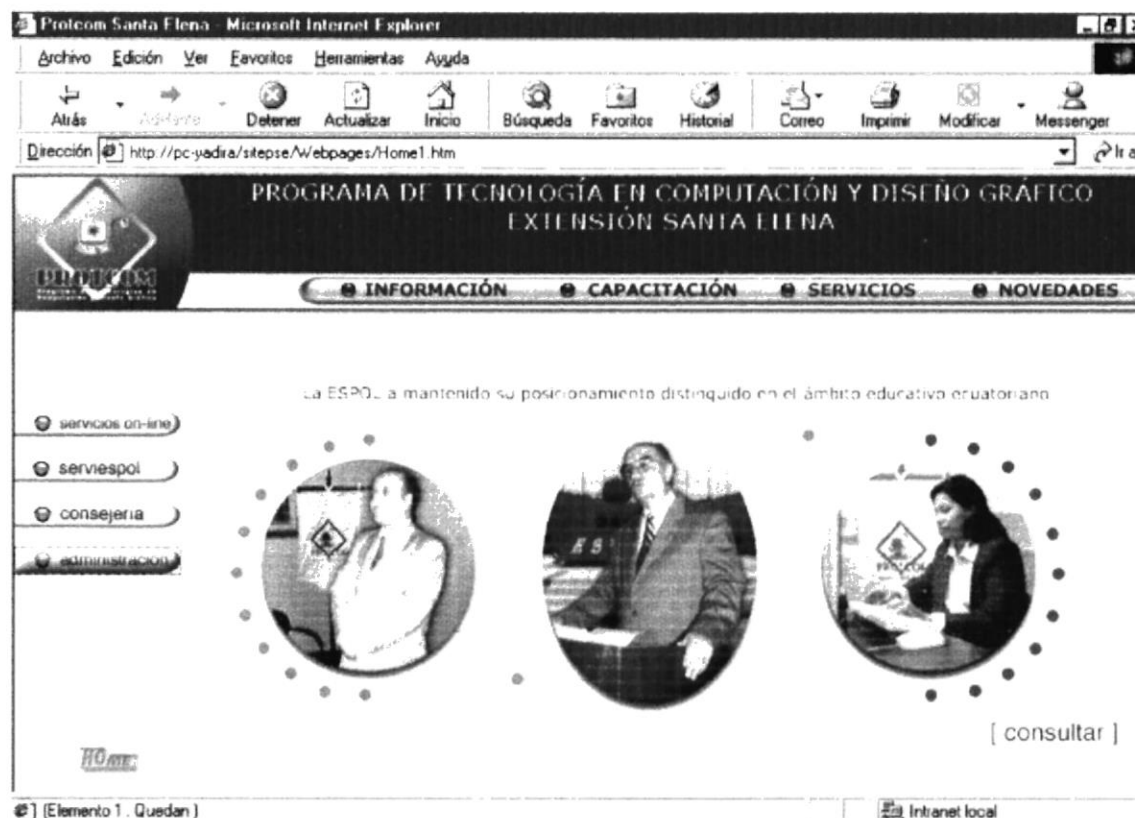 Protcom Santa Elena - Microsoft Internet Explorer
Archivo Edición Ver Favoritos Herramientas Ayuda
Atrás Adelante Detener Actualizar Inicio Búsqueda Favoritos Historial Correo Imprimir Modificar Messenger
Dirección http://pc-yadira/sitepse/Webpages/Home1.htm Ir a
PROGRAMA DE TECNOLOGÍA EN COMPUTACIÓN Y DISEÑO GRÁFICO
EXTENSIÓN SANTA ELENA
PROTCOM
INFORMACIÓN CAPACITACIÓN SERVICIOS NOVEDADES
La ESPOL a mantenido su posicionamiento distinguido en el ámbito educativo ecuatoriano
servicios on-line
serviespol
consejeria
administración
[ consultar ]
HOME
(Elemento 1 . Quedan ) Intranet local